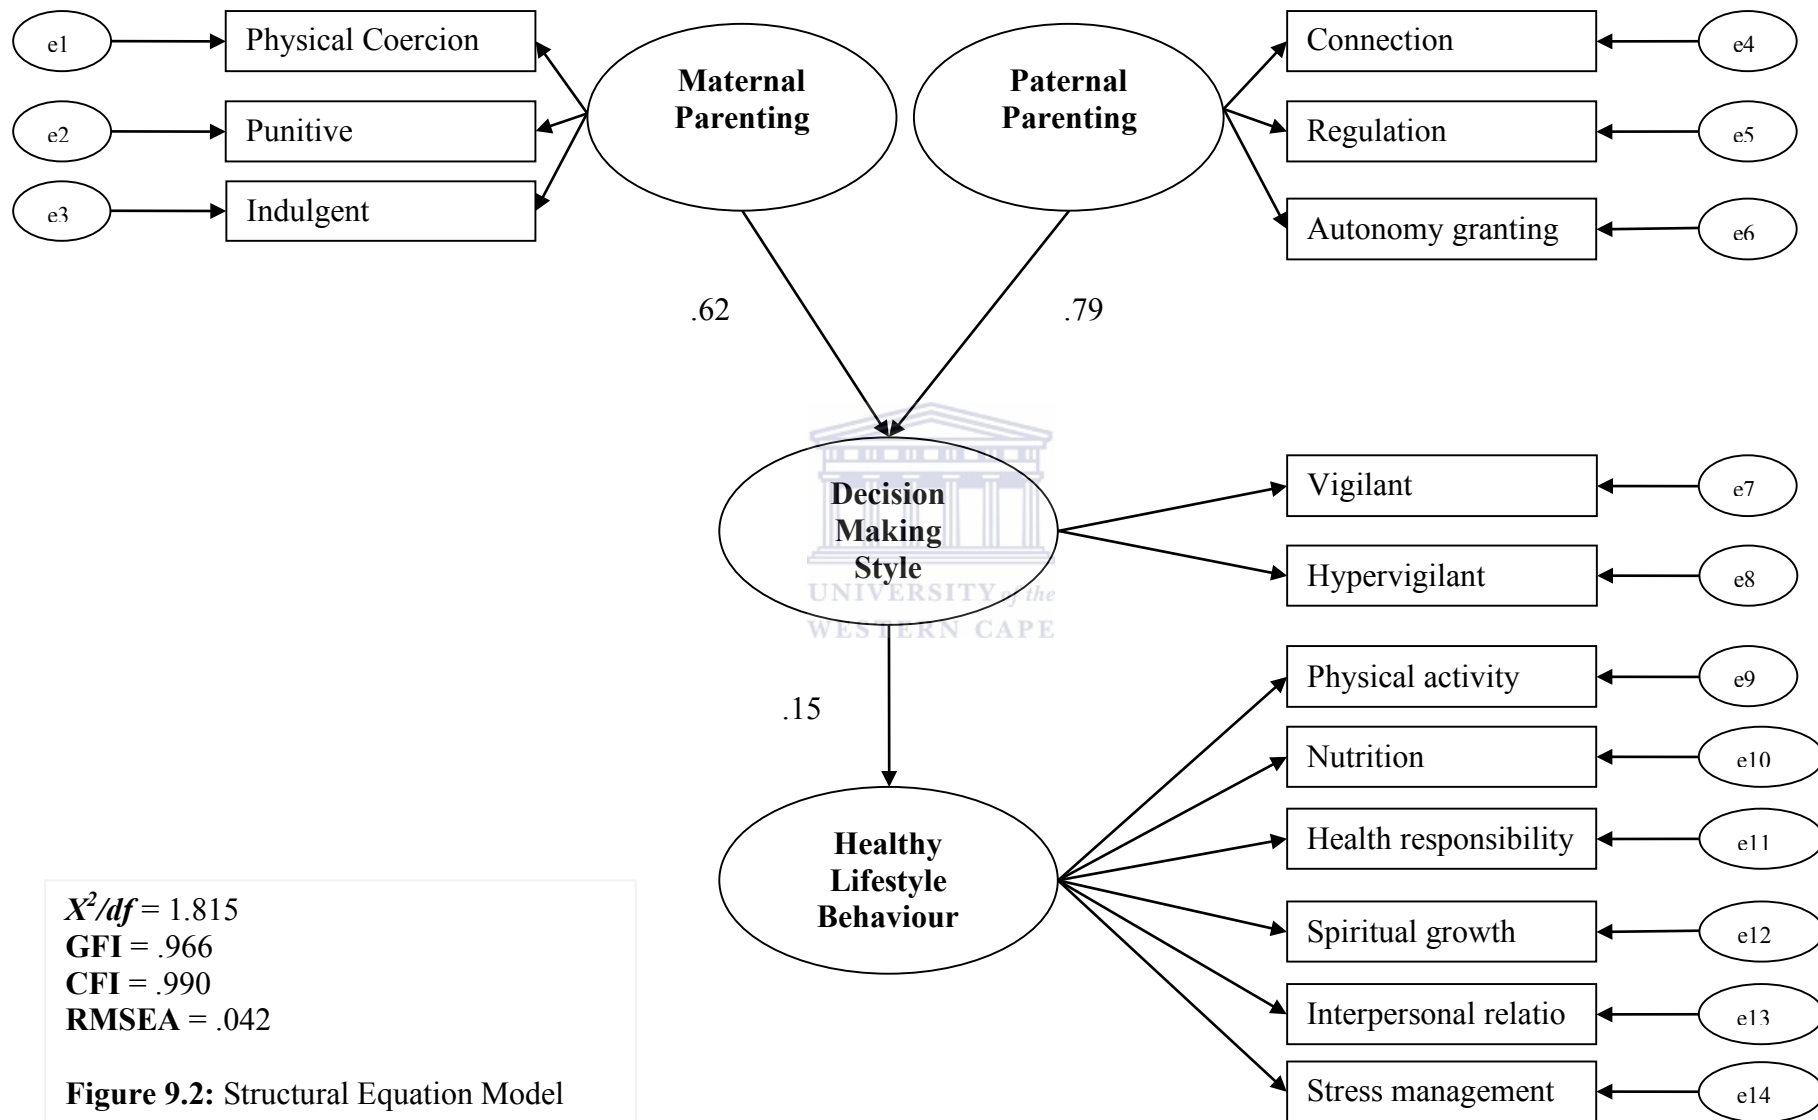 e1
Physical Coercion
e2
Punitive
e3
Indulgent
Maternal
Parenting
Paternal
Parenting
Connection
e4
Regulation
e5
Autonomy granting
e6
.62
.79
Decision
Making
Style
UNIVERSITY of the
WESTERN CAPE
Vigilant
e7
Hypervigilant
e8
.15
Healthy
Lifestyle
Behaviour
Physical activity
e9
Nutrition
e10
Health responsibility
e11
Spiritual growth
e12
Interpersonal relatio
e13
Stress management
e14
X²/df = 1.815
GFI = .966
CFI = .990
RMSEA = .042
Figure 9.2: Structural Equation Model